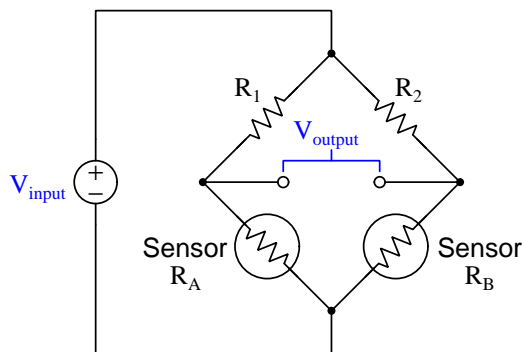 R1
R2
Voutput
+
−
Vinput
Sensor
RA
Sensor
RB